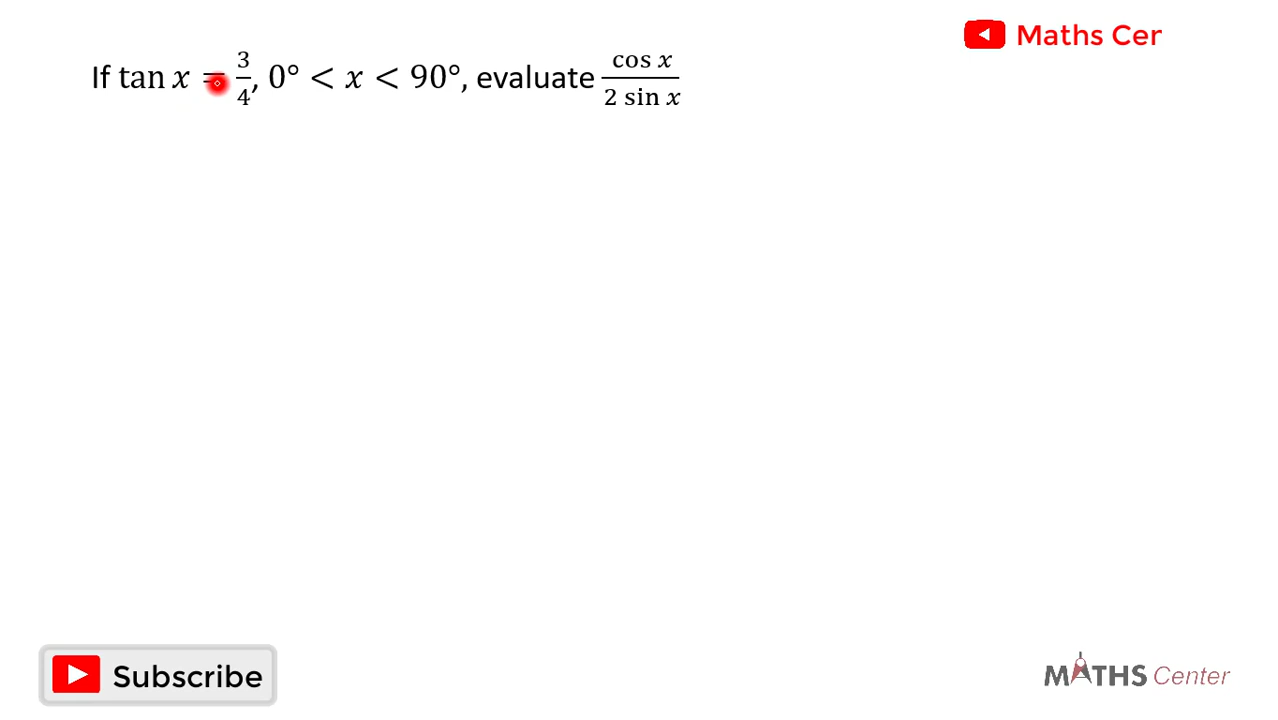 Maths Cer
If tan x = 3/4, 0° < x < 90°, evaluate cos x / 2 sin x
Subscribe
MATHS Center